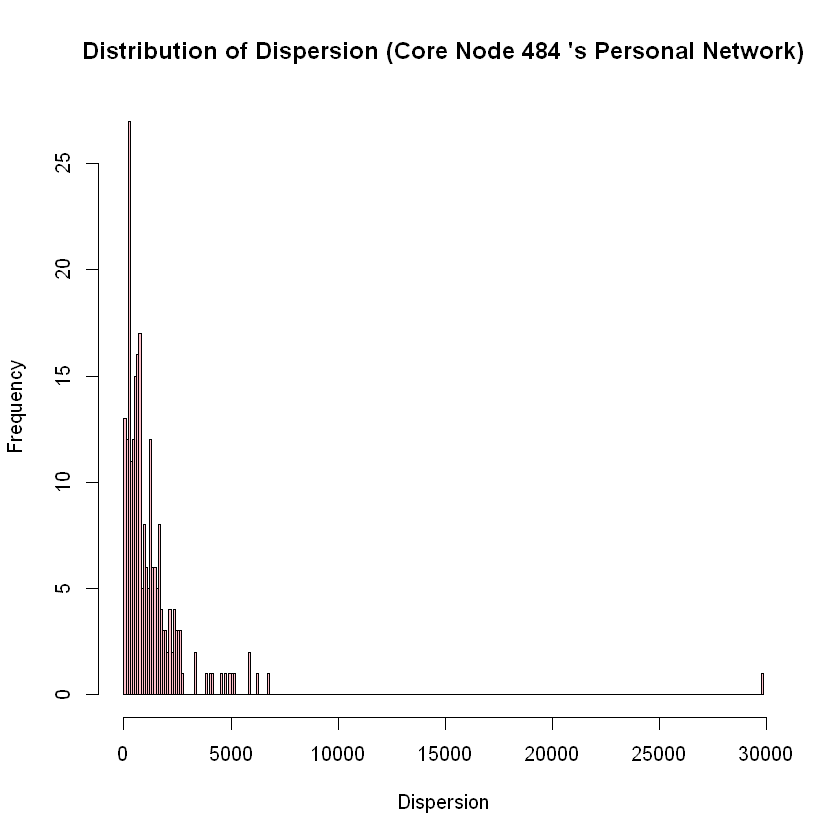 Distribution of Dispersion (Core Node 484 's Personal Network)
25
20
15
10
5
0
Frequency
0 5000 10000 15000 20000 25000 30000
Dispersion